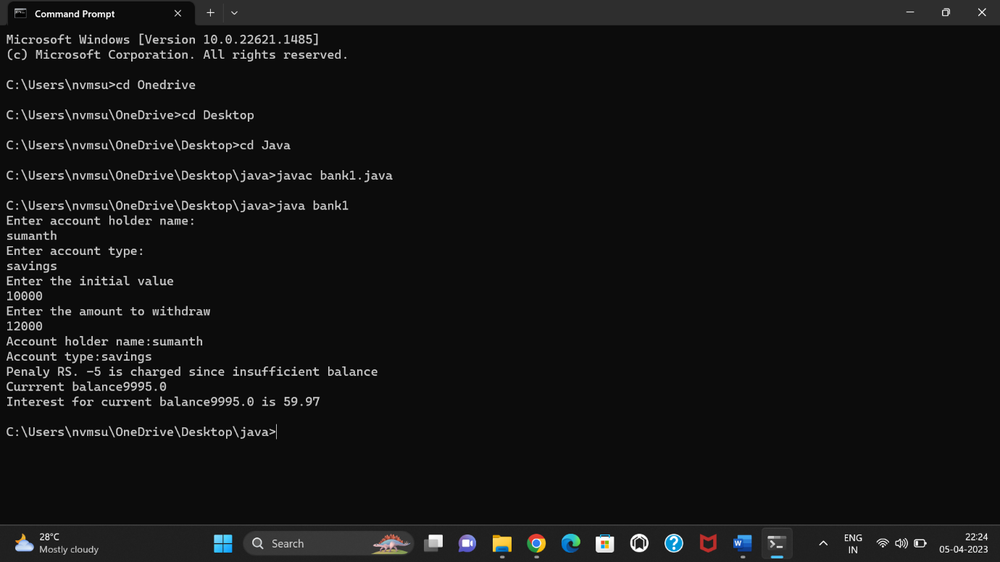 Command Prompt
Microsoft Windows [Version 10.0.22621.1485]
(c) Microsoft Corporation. All rights reserved.
C:\Users\nvmsu>cd Onedrive
C:\Users\nvmsu\OneDrive>cd Desktop
C:\Users\nvmsu\OneDrive\Desktop>cd Java
C:\Users\nvmsu\OneDrive\Desktop\java>javac bank1.java
C:\Users\nvmsu\OneDrive\Desktop\java>java bank1
Enter account holder name:
sumanth
Enter account type:
savings
Enter the initial value
10000
Enter the amount to withdraw
12000
Account holder name:sumanth
Account type:savings
Penaly RS. -5 is charged since insufficient balance
Currrent balance9995.0
Interest for current balance9995.0 is 59.97
C:\Users\nvmsu\OneDrive\Desktop\java>
28°C
Mostly cloudy
Search
W
ENG
IN
22:24
05-04-2023